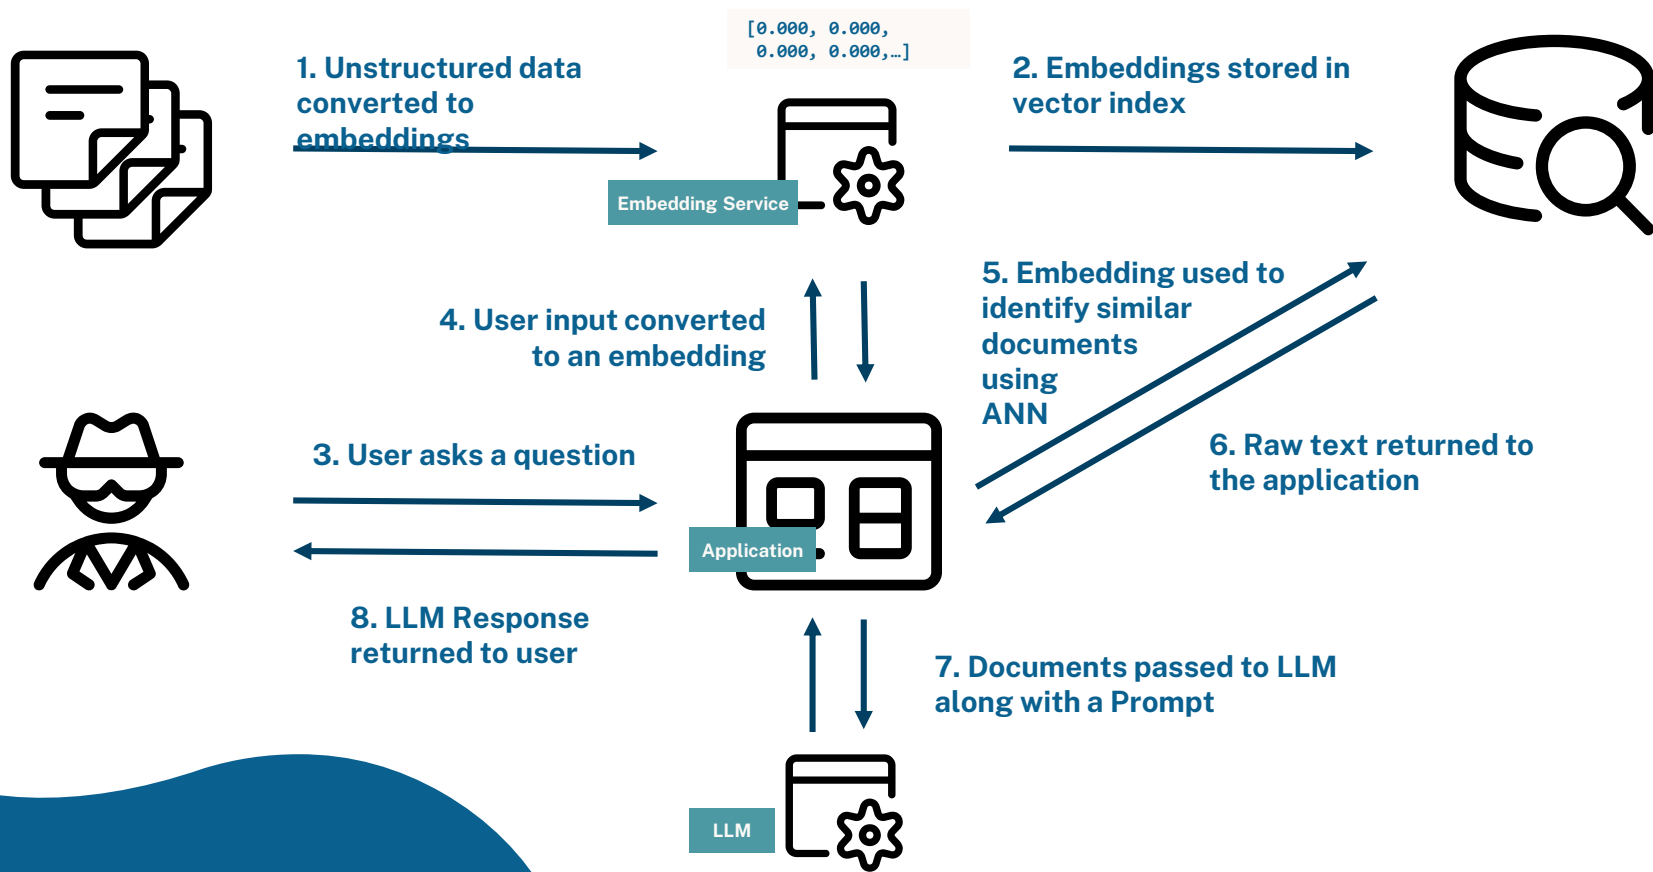 [0.000, 0.000,
0.000, 0.000,…]
1. Unstructured data
converted to
embeddings
2. Embeddings stored in
vector index
Embedding Service
4. User input converted
to an embedding
5. Embedding used to
identify similar
documents
using
ANN
3. User asks a question
6. Raw text returned to
the application
Application
8. LLM Response
returned to user
7. Documents passed to LLM
along with a Prompt
LLM